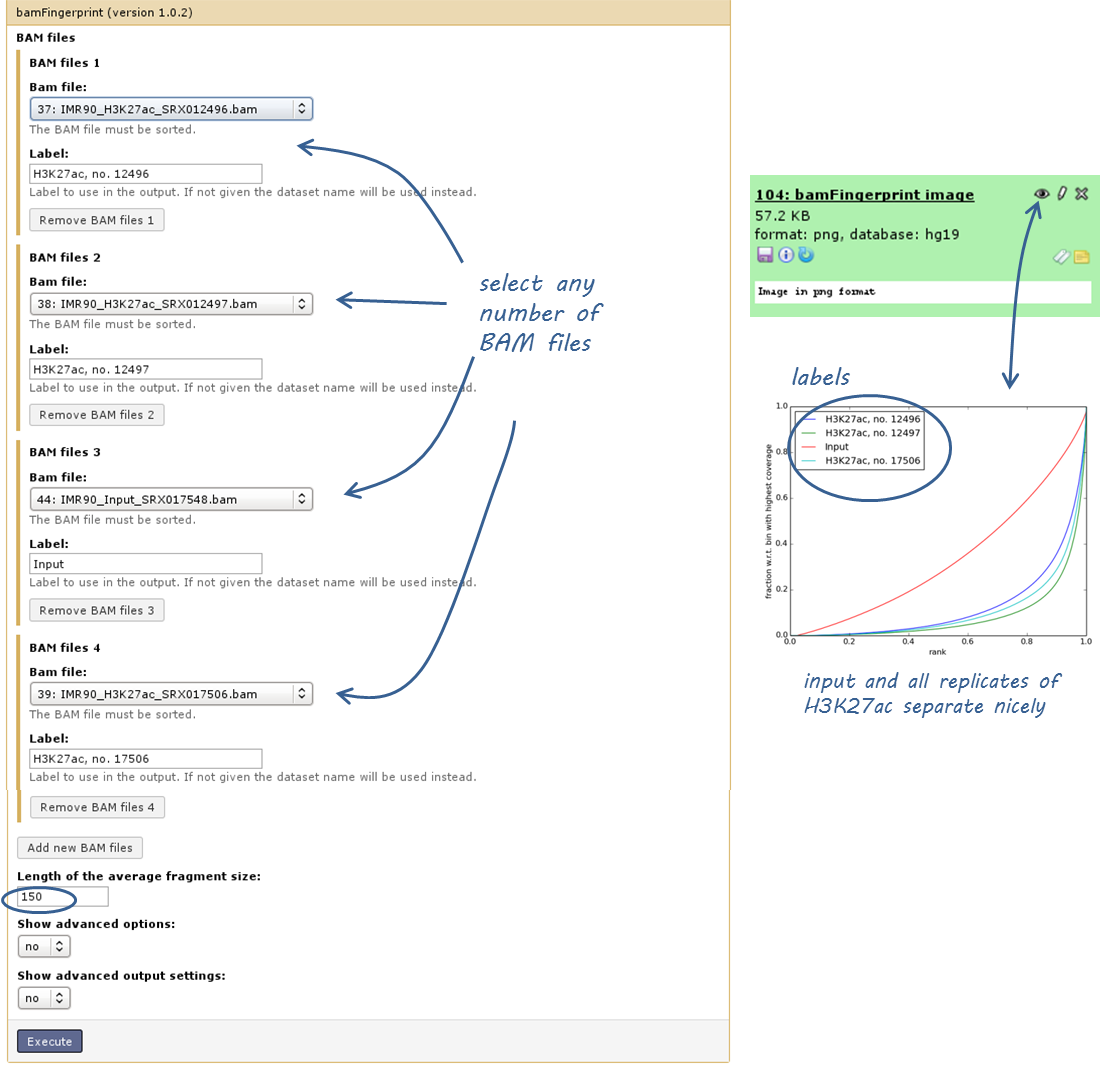 bamFingerprint (version 1.0.2)
BAM files
BAM files 1
Bam file:
37: IMR90_H3K27ac_SRX012496.bam
The BAM file must be sorted.
Label:
H3K27ac, no. 12496
Label to use in the output. If not given the dataset name will be used instead.
Remove BAM files 1
BAM files 2
Bam file:
38: IMR90_H3K27ac_SRX012497.bam
The BAM file must be sorted.
Label:
H3K27ac, no. 12497
Label to use in the output. If not given the dataset name will be used instead.
Remove BAM files 2
BAM files 3
Bam file:
44: IMR90_Input_SRX017548.bam
The BAM file must be sorted.
Label:
Input
Label to use in the output. If not given the dataset name will be used instead.
Remove BAM files 3
BAM files 4
Bam file:
39: IMR90_H3K27ac_SRX017506.bam
The BAM file must be sorted.
Label:
H3K27ac, no. 17506
Label to use in the output. If not given the dataset name will be used instead.
Remove BAM files 4
Add new BAM files
Length of the average fragment size:
150
Show advanced options:
no
Show advanced output settings:
no
Execute
select any
number of
BAM files
104: bamFingerprint image
57.2 KB
format: png, database: hg19
Image in png format
labels
H3K27ac, no. 12496
H3K27ac, no. 12497
Input
H3K27ac, no. 17506
fraction w.r.t. bin with highest coverage
1.0
0.8
0.6
0.4
0.2
0.0
0.0 0.2 0.4 0.6 0.8 1.0
rank
input and all replicates of
H3K27ac separate nicely